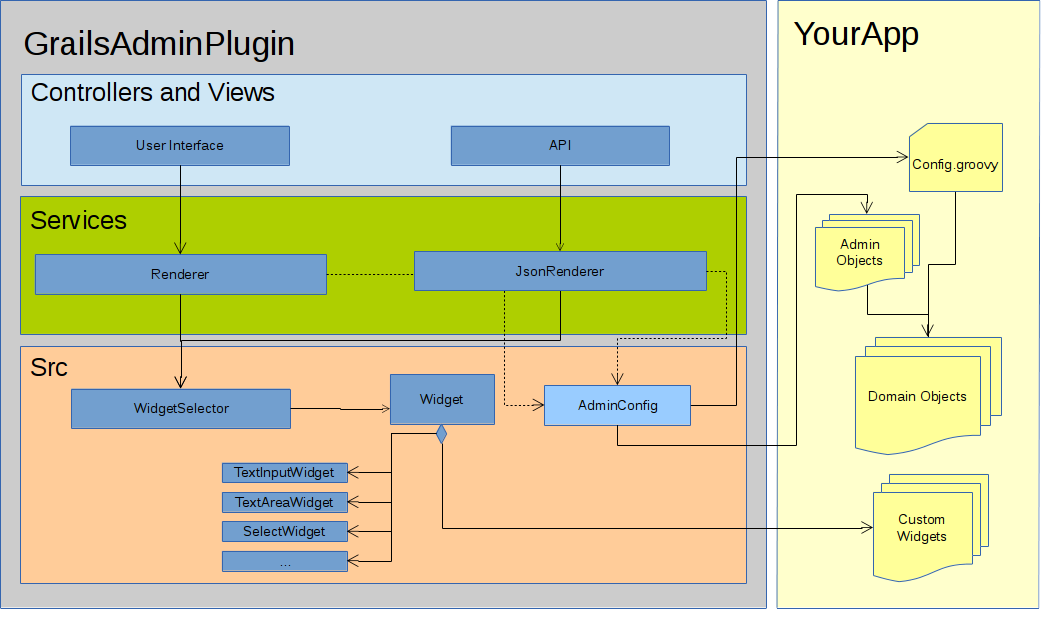 GrailsAdminPlugin
Controllers and Views
User Interface
API
Services
Renderer
JsonRenderer
Src
WidgetSelector
Widget
AdminConfig
TextInputWidget
TextAreaWidget
SelectWidget
...
YourApp
Config.groovy
Admin
Objects
Domain Objects
Custom
Widgets